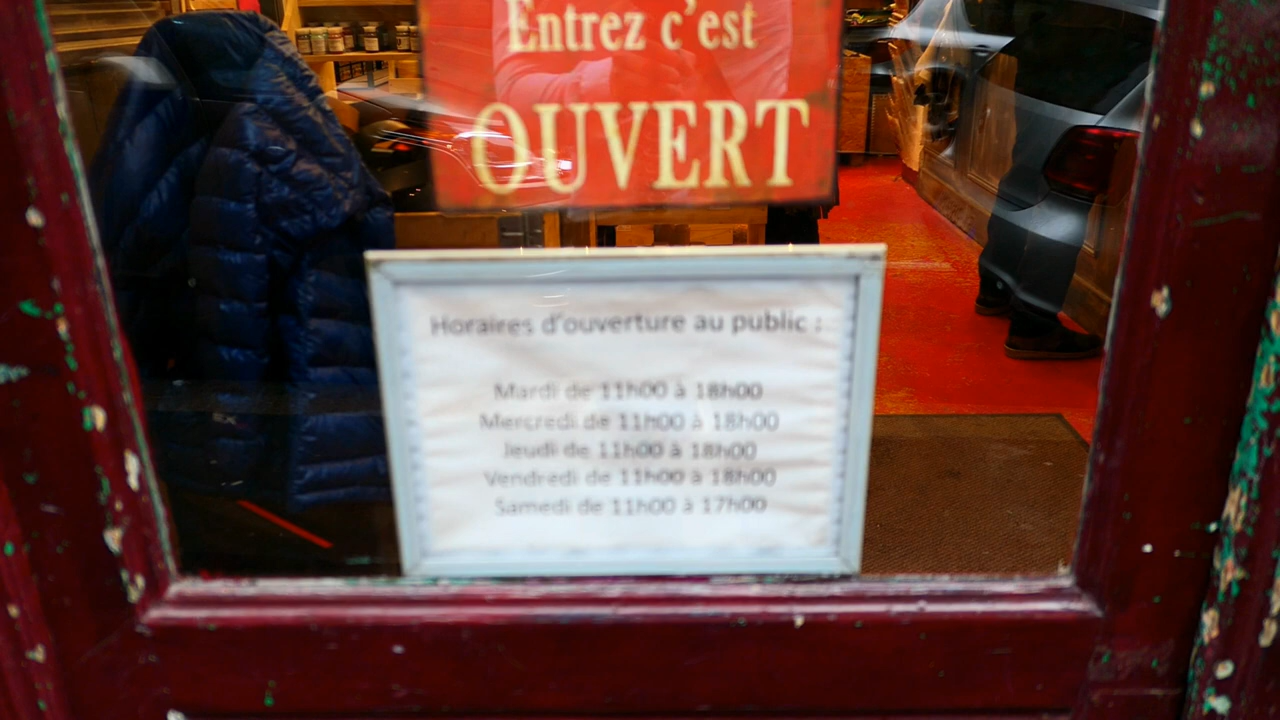 Entrez c'est
OUVERT
Horaires d'ouverture au public :
Mardi de 11h00 à 18h00
Mercredi de 11h00 à 18h00
Jeudi de 11h00 à 18h00
Vendredi de 11h00 à 18h00
Samedi de 11h00 à 17h00